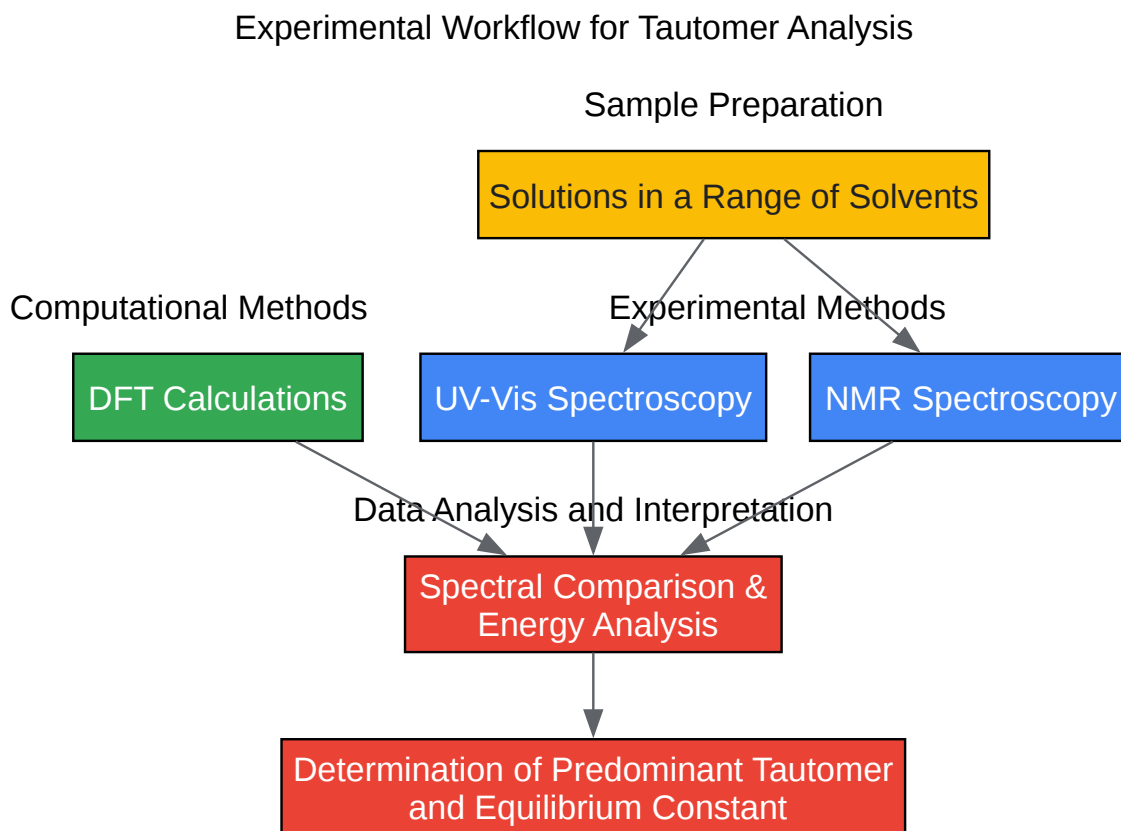 Experimental Workflow for Tautomer Analysis
Sample Preparation
Solutions in a Range of Solvents
Computational Methods
Experimental Methods
DFT Calculations
UV-Vis Spectroscopy
NMR Spectroscopy
Data Analysis and Interpretation
Spectral Comparison &
Energy Analysis
Determination of Predominant Tautomer
and Equilibrium Constant